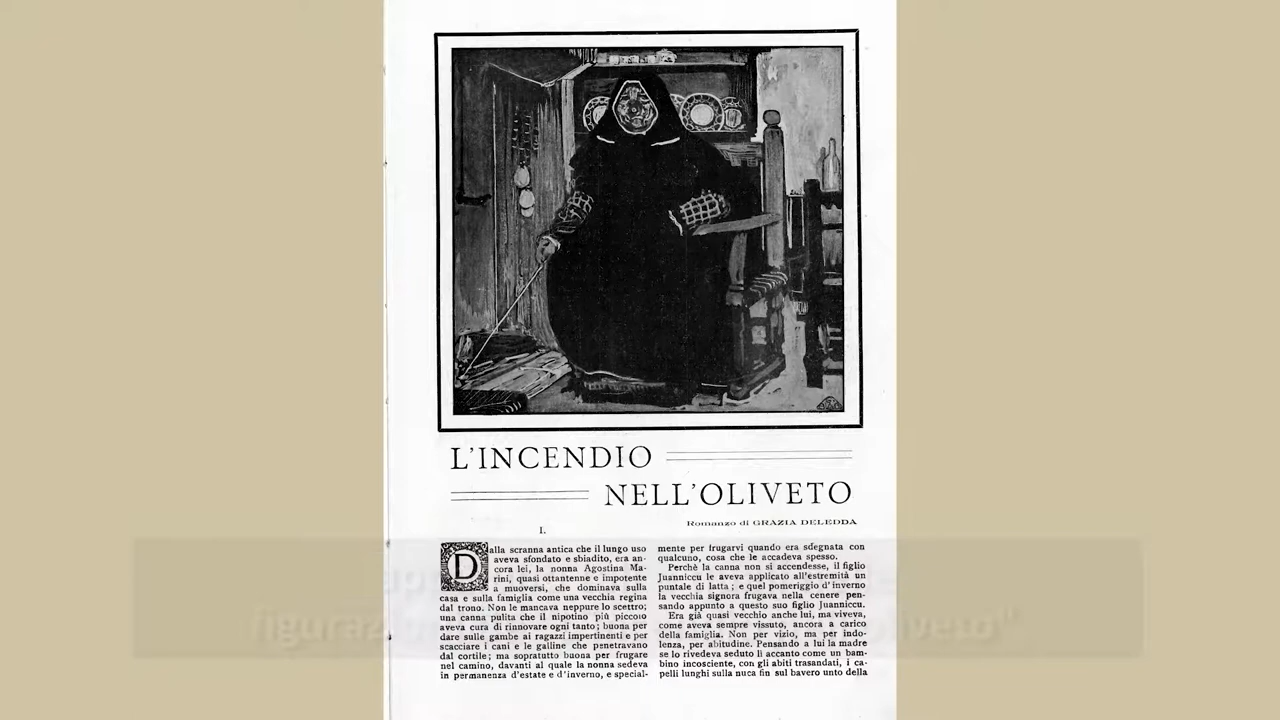 L'INCENDIO
NELL'OLIVETO
Romanzo di GRAZIA DELEDDA
I.
Dalla scranna antica che il lungo uso
aveva sfondato e sbiadito, era an-
cora lei, la nonna Agostina Ma-
rini, quasi ottantenne e impotente
a muoversi, che dominava sulla
casa e sulla famiglia come una vecchia regina
dal trono. Non le mancava neppure lo scettro;
una canna pulita che il nipotino più piccolo
aveva cura di rinnovare ogni tanto; buona per
dare sulle gambe ai ragazzi impertinenti e per
scacciare i cani e le galline che penetravano
dal cortile; ma sopratutto buona per frugare
nel camino, davanti al quale la nonna sedeva
in permanenza d'estate e d'inverno, e special-
mente per frugarvi quando era sdegnata con
qualcuno, cosa che le accadeva spesso.
Perchè la canna non si accendesse, il figlio
Juanniccu le aveva applicato all'estremità un
puntale di latta; e quel pomeriggio d'inverno
la vecchia signora frugava nella cenere pen-
sando appunto a questo suo figlio Juanniccu.
Era già quasi vecchio anche lui, ma viveva,
come aveva sempre vissuto, ancora a carico
della famiglia. Non per vizio, ma per indo-
lenza, per abitudine. Pensando a lui la madre
se lo rivedeva seduto lì accanto come un bam-
bino incosciente, con gli abiti trasandati, i ca-
pelli lunghi sulla nuca fin sul bavero unto della